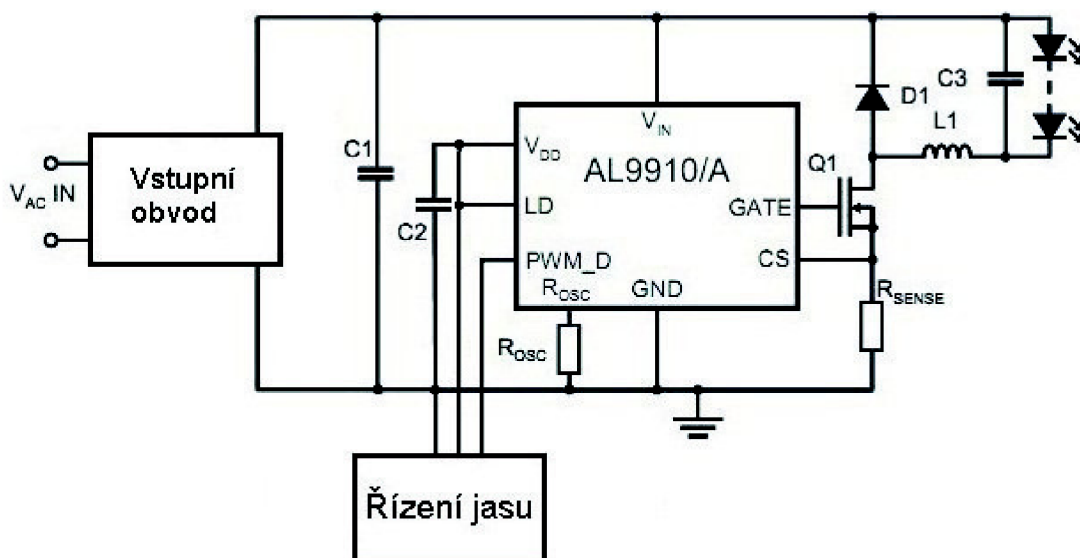 V_AC IN
Vstupní
obvod
C1
C2
V_DD
LD
PWM_D
R_OSC
V_IN
AL9910/A
GATE
CS
GND
R_OSC
Q1
D1
L1
C3
R_SENSE
Řízení jasu